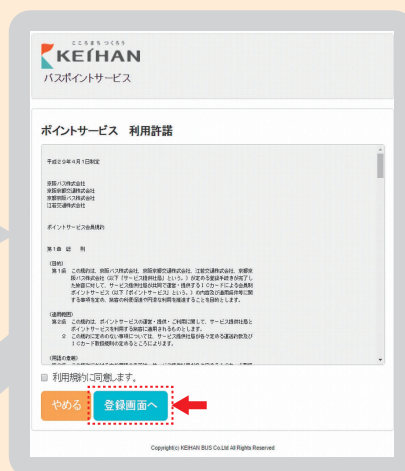 こころまち つくろう
KEIHAN
バスポイントサービス
ポイントサービス 利用許諾
平成29年4月1日制定
京阪バス株式会社
京阪京都交通株式会社
京都京阪バス株式会社
江若交通株式会社
ポイントサービス会員規約
第1章 総 則
(目的)
第1条 この規約は、京阪バス株式会社、京阪京都交通株式会社、江若交通株式会社、京都京
阪バス株式会社(以下「サービス提供社局」という。)が定める登録手続きが完了し
た旅客に対して、サービス提供社局が共同で運営・提供するICカードによる会員制
ポイントサービス(以下「ポイントサービス」という。)の内容及び適用条件等に関
する事項を定め、旅客の利便促進や円滑な利用を推進することを目的とします。
(適用範囲)
第2条 この規約は、ポイントサービスの運営・提供・ご利用に関して、サービス提供社局と
ポイントサービスを利用する旅客に適用されるものとします。
2 この規約に定めのない事項については、サービス提供社局が各々定める運送約款及び
ICカード取扱規則の定めるところによります。
(用語の意義)
利用規約に同意します。
やめる
登録画面へ
Copyright(c) KEIHAN BUS Co.Ltd All Rights Reserved